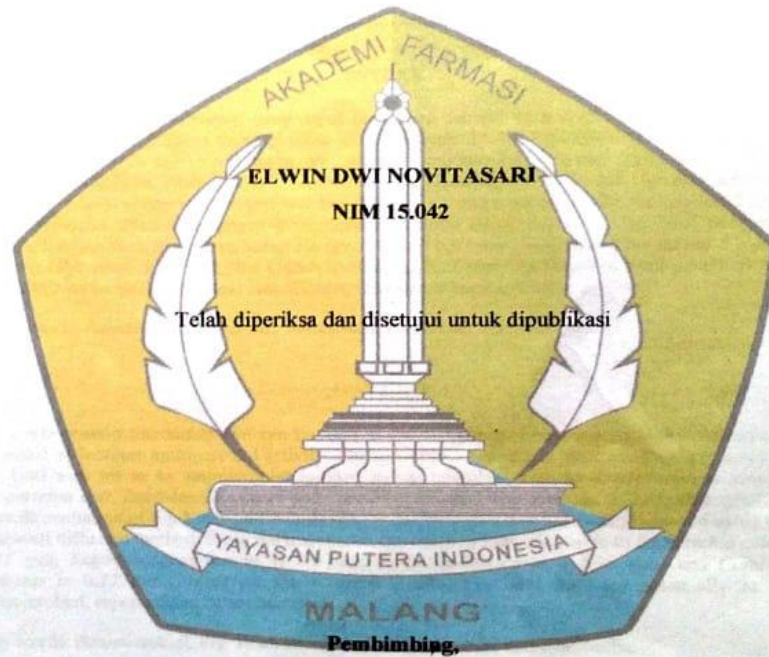 AKADEMI FARMASI
ELWIN DWI NOVITASARI
NIM 15.042
Telah diperiksa dan disetujui untuk dipublikasi
YAYASAN PUTERA INDONESIA
MALANG
Pembimbing,